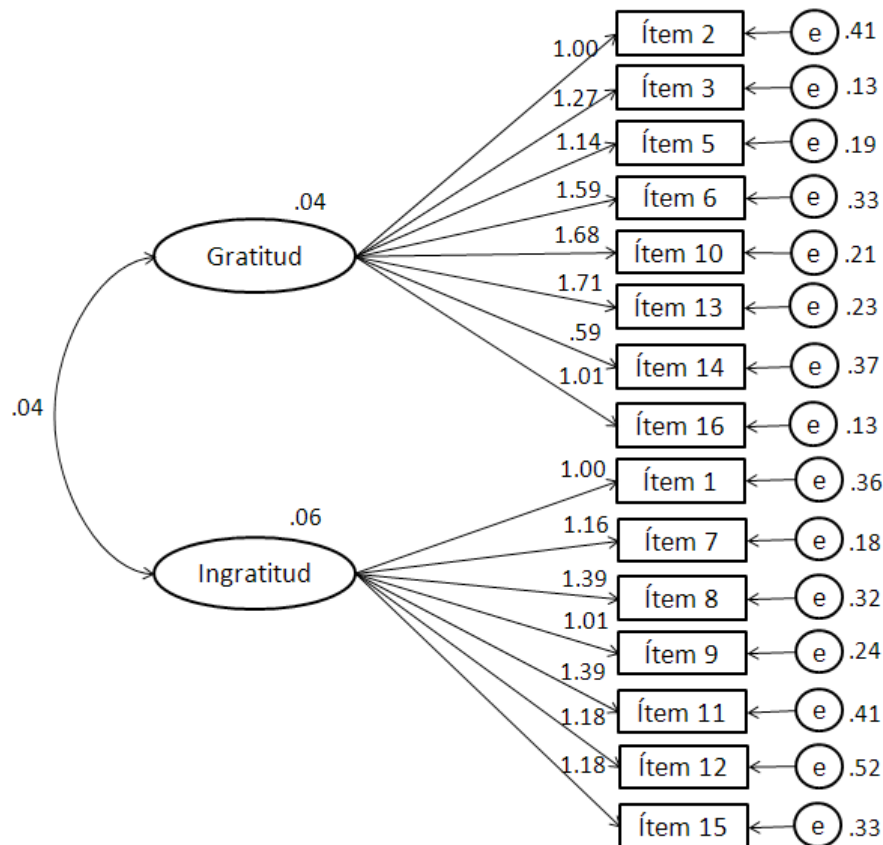 1.00 Ítem 2 e .41
1.27 Ítem 3 e .13
1.14 Ítem 5 e .19
1.59 Ítem 6 e .33
.04
Gratitud
1.68 Ítem 10 e .21
1.71 Ítem 13 e .23
.59 Ítem 14 e .37
1.01 Ítem 16 e .13
.04
1.00 Ítem 1 e .36
.06
Ingratitud
1.16 Ítem 7 e .18
1.39 Ítem 8 e .32
1.01 Ítem 9 e .24
1.39 Ítem 11 e .41
1.18 Ítem 12 e .52
1.18 Ítem 15 e .33